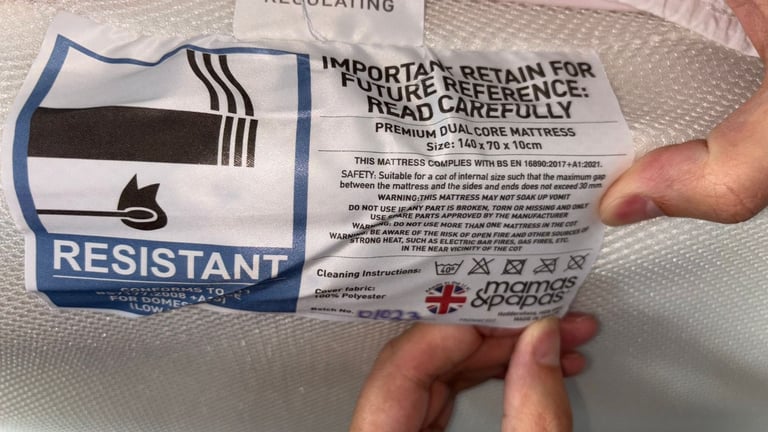 REGULATING
RESISTANT
CONFORMS TO
FOR DOMES
(LOW
IMPORTANT RETAIN FOR
FUTURE REFERENCE:
READ CAREFULLY
PREMIUM DUAL CORE MATTRESS
Size: 140 x 70 x 10cm
THIS MATTRESS COMPLIES WITH BS EN 16890:2017+A1:2021.
SAFETY: Suitable for a cot of internal size such that the maximum gap
between the mattress and the sides and ends does not exceed 30 mm.
WARNING: THIS MATTRESS MAY NOT SOAK UP VOMIT
DO NOT USE IF ANY PART IS BROKEN, TORN OR MISSING AND ONLY
USE SPARE PARTS APPROVED BY THE MANUFACTURER
WARNING: DO NOT USE MORE THAN ONE MATTRESS IN THE COT
WARNING: BE AWARE OF THE RISK OF OPEN FIRE AND OTHER SOURCES OF
STRONG HEAT, SUCH AS ELECTRIC BAR FIRES, GAS FIRES, ETC.
IN THE NEAR VICINITY OF THE COT
Cleaning Instructions: 40°
Cover fabric:
100% Polyester
mamas
&papas
Batch No.